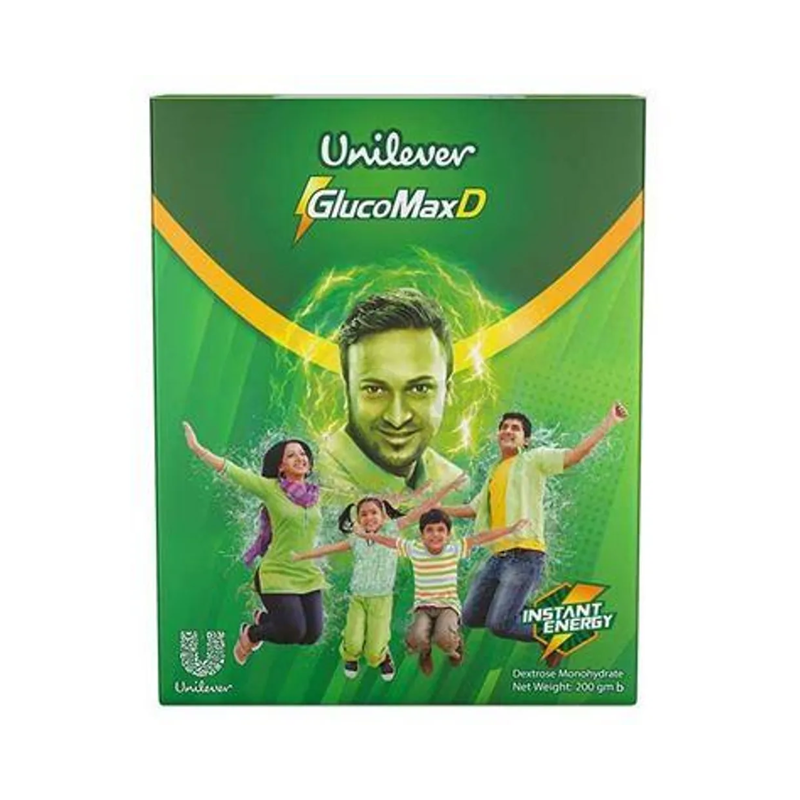 Unilever
GlucoMaxD
INSTANT
ENERGY
Unilever
Dextrose Monohydrate
Net Weight: 200 gm b